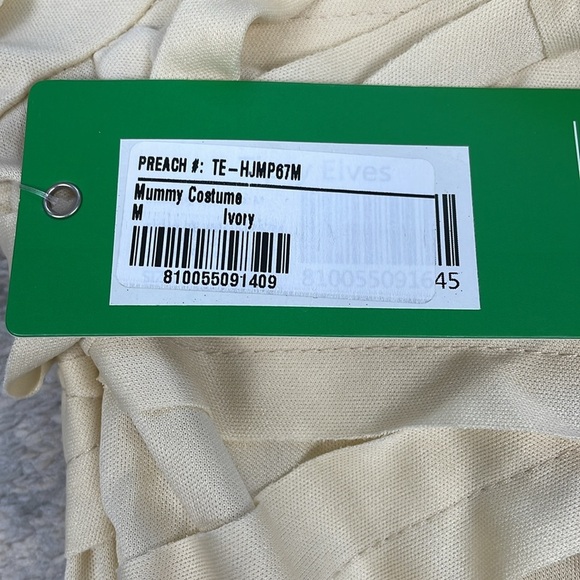 PREACH #: TE-HJMP67M
Elves
Mummy Costume
M Ivory
810055091409
810055091645